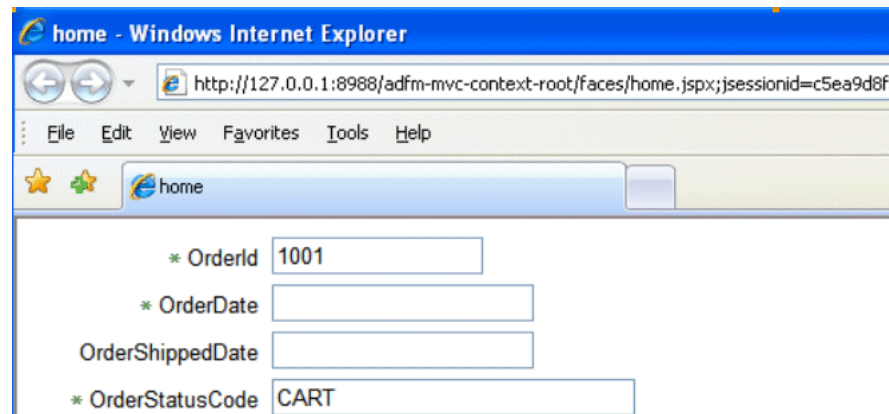 home - Windows Internet Explorer
http://127.0.0.1:8988/adfm-mvc-context-root/faces/home.jspx;jsessionid=c5ea9d8f
File Edit View Favorites Tools Help
home
* OrderId 1001
* OrderDate
OrderShippedDate
* OrderStatusCode CART